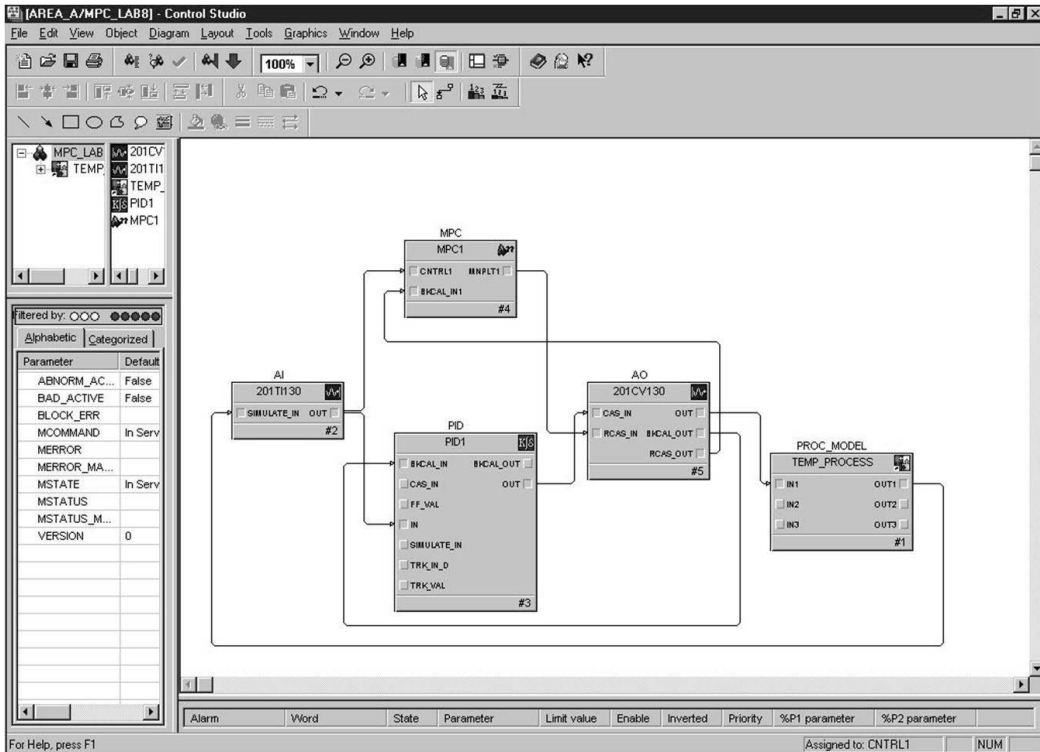 [AREA_A/MPC_LAB8] - Control Studio
File Edit View Object Diagram Layout Tools Graphics Window Help
100%
MPC_LAB
TEMP_
201CV
201TI1
TEMP_
PID1
MPC1
Filtered by:
Alphabetic Categorized
Parameter Default
ABNORM_AC... False
BAD_ACTIVE False
BLOCK_ERR
MCOMMAND In Serv
MERROR
MERROR_MA...
MSTATE In Serv
MSTATUS
MSTATUS_M...
VERSION 0
MPC
MPC1
CNTRL1 MNPLT1
BKCAL_IN1
#4
AI
201TI130
SIMULATE_IN OUT
#2
PID
PID1
BKCAL_IN BKCAL_OUT
CAS_IN OUT
FF_VAL
IN
SIMULATE_IN
TRK_IN_D
TRK_VAL
#3
AO
201CV130
CAS_IN OUT
RCAS_IN BKCAL_OUT
RCAS_OUT
#5
PROC_MODEL
TEMP_PROCESS
IN1 OUT1
IN2 OUT2
IN3 OUT3
#1
Alarm Word State Parameter Limit value Enable Inverted Priority %P1 parameter %P2 parameter
For Help, press F1 Assigned to: CNTRL1 NUM